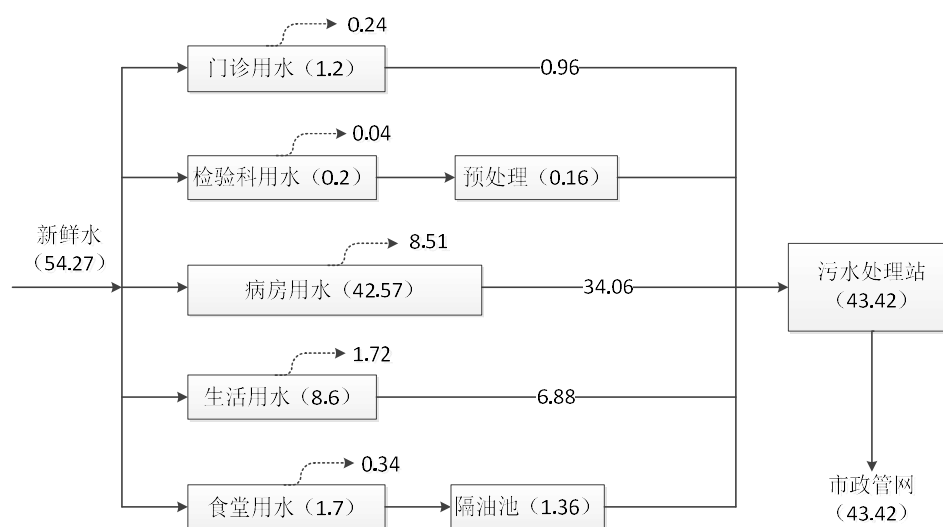 0.24
门诊用水（1.2）
0.96
0.04
检验科用水（0.2）
预处理（0.16）
新鲜水
（54.27）
8.51
病房用水（42.57）
34.06
污水处理站
（43.42）
1.72
生活用水（8.6）
6.88
0.34
食堂用水（1.7）
隔油池（1.36）
市政管网
（43.42）